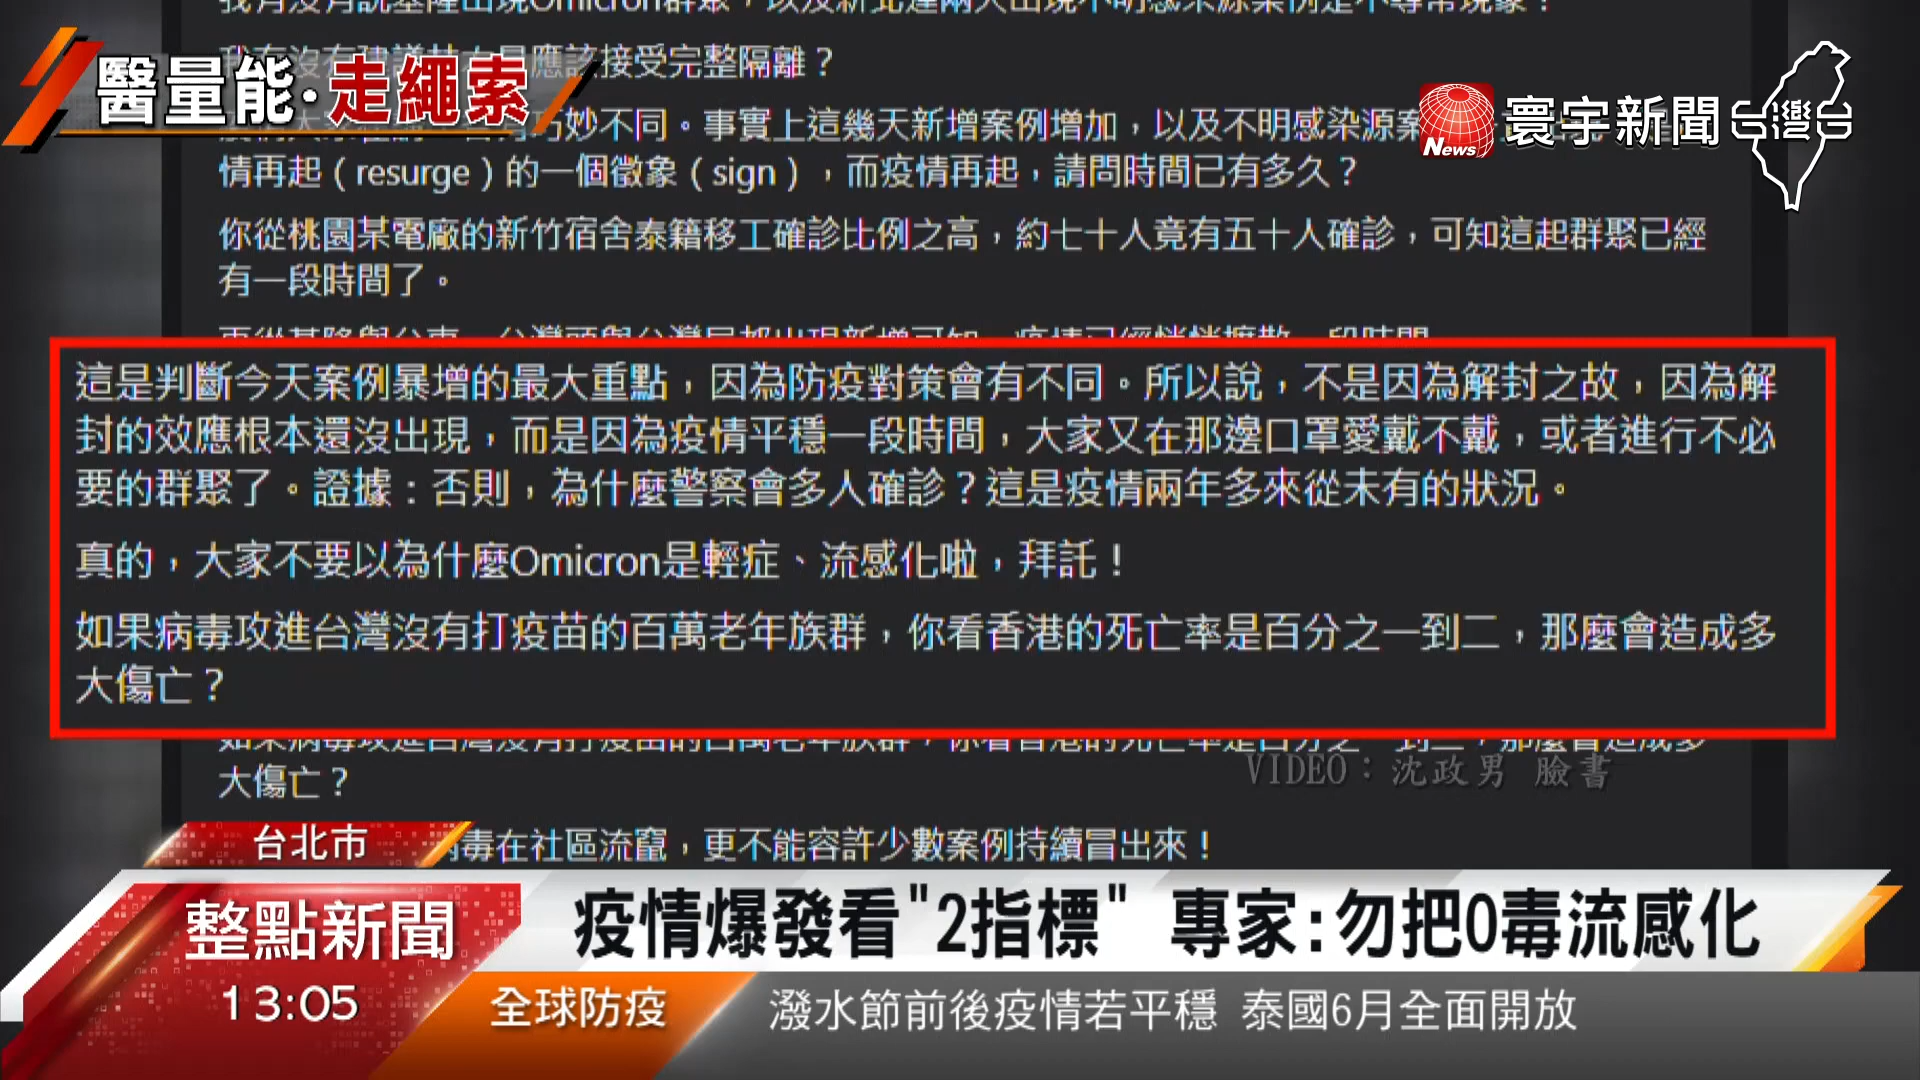 醫量能·走繩索
News 寰宇新聞 台灣
接受完整隔離？
巧妙不同。事實上這幾天新增案例增加，以及不明感染源案
情再起（resurge）的一個徵象（sign），而疫情再起，請問時間已有多久？
你從桃園某電廠的新竹宿舍泰籍移工確診比例之高，約七十人竟有五十人確診，可知這起群聚已經
有一段時間了。
這是判斷今天案例暴增的最大重點，因為防疫對策會有不同。所以說，不是因為解封之故，因為解
封的效應根本還沒出現，而是因為疫情平穩一段時間，大家又在那邊口罩愛戴不戴，或者進行不必
要的群聚了。證據：否則，為什麼警察會多人確診？這是疫情兩年多來從未有的狀況。
真的，大家不要以為什麼Omicron是輕症、流感化啦，拜託！
如果病毒攻進台灣沒有打疫苗的百萬老年族群，你看香港的死亡率是百分之一到二，那麼會造成多
大傷亡？
大傷亡？
VIDEO：沈政男 臉書
台北市
毒在社區流竄，更不能容許少數案例持續冒出來！
整點新聞
疫情爆發看"2指標" 專家:勿把O毒流感化
13:05
全球防疫
潑水節前後疫情若平穩 泰國6月全面開放